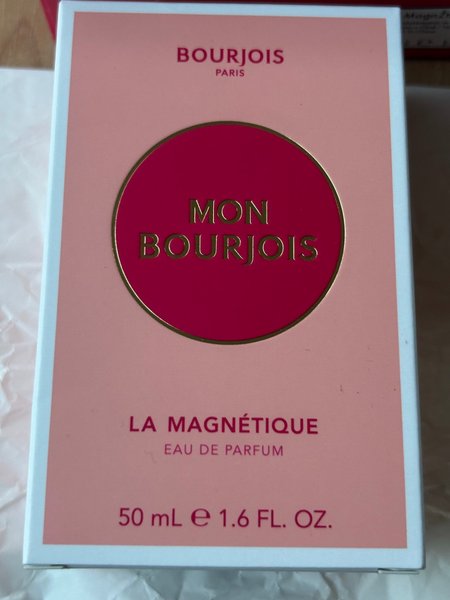 BOURJOIS
PARIS
MON
BOURJOIS
LA MAGNÉTIQUE
EAU DE PARFUM
50 mL ℮ 1.6 FL. OZ.